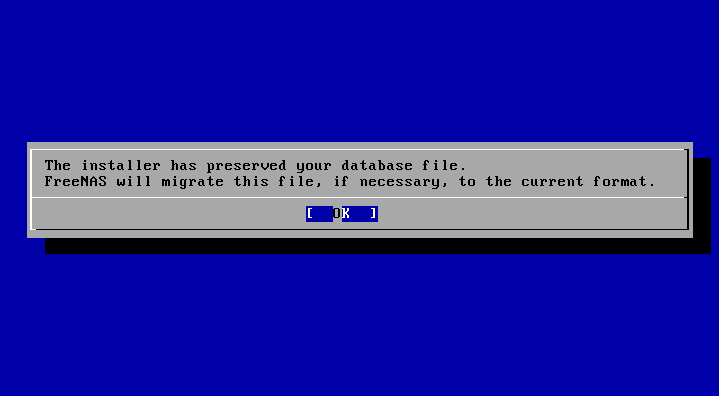 The installer has preserved your database file.
FreeNAS will migrate this file, if necessary, to the current format.
[  OK  ]